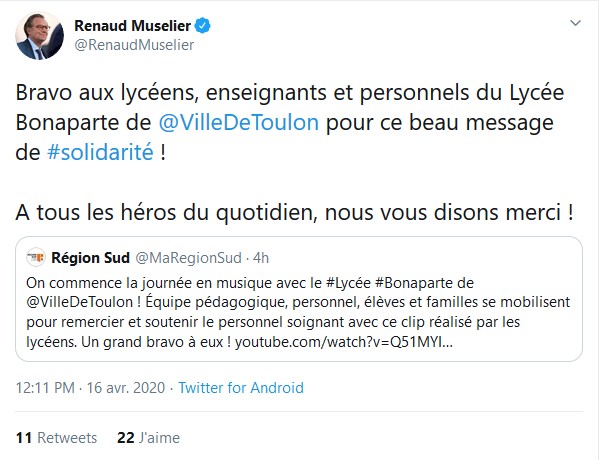 Renaud Muselier
@RenaudMuselier
Bravo aux lycéens, enseignants et personnels du Lycée
Bonaparte de @VilleDeToulon pour ce beau message
de #solidarité !
A tous les héros du quotidien, nous vous disons merci !
Région Sud @MaRegionSud · 4h
On commence la journée en musique avec le #Lycée #Bonaparte de
@VilleDeToulon ! Équipe pédagogique, personnel, élèves et familles se mobilisent
pour remercier et soutenir le personnel soignant avec ce clip réalisé par les
lycéens. Un grand bravo à eux ! youtube.com/watch?v=Q51MYI...
12:11 PM · 16 avr. 2020 · Twitter for Android
11 Retweets 22 J'aime